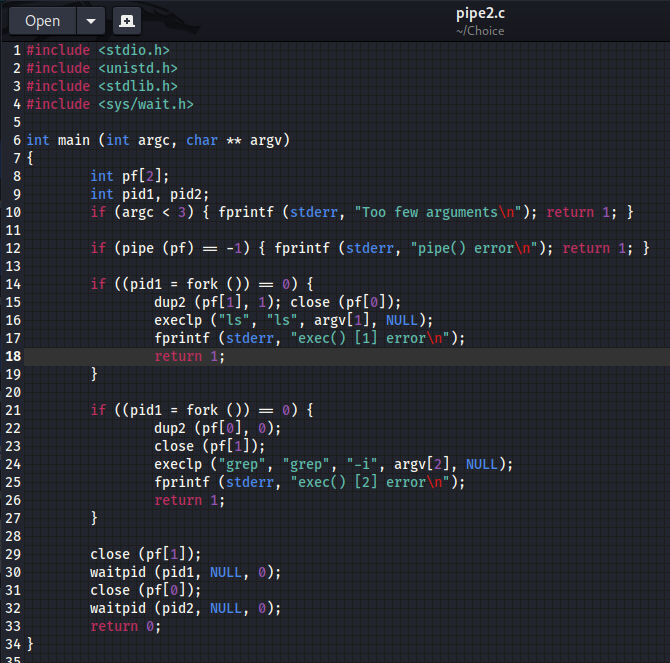 Open
pipe2.c
~/Choice
1 #include <stdio.h>
2 #include <unistd.h>
3 #include <stdlib.h>
4 #include <sys/wait.h>
5
6 int main (int argc, char ** argv)
7 {
8         int pf[2];
9         int pid1, pid2;
10         if (argc < 3) { fprintf (stderr, "Too few arguments\n"); return 1; }
11
12         if (pipe (pf) == -1) { fprintf (stderr, "pipe() error\n"); return 1; }
13
14         if ((pid1 = fork ()) == 0) {
15                 dup2 (pf[1], 1); close (pf[0]);
16                 execlp ("ls", "ls", argv[1], NULL);
17                 fprintf (stderr, "exec() [1] error\n");
18                 return 1;
19         }
20
21         if ((pid1 = fork ()) == 0) {
22                 dup2 (pf[0], 0);
23                 close (pf[1]);
24                 execlp ("grep", "grep", "-i", argv[2], NULL);
25                 fprintf (stderr, "exec() [2] error\n");
26                 return 1;
27         }
28
29         close (pf[1]);
30         waitpid (pid1, NULL, 0);
31         close (pf[0]);
32         waitpid (pid2, NULL, 0);
33         return 0;
34 }
35